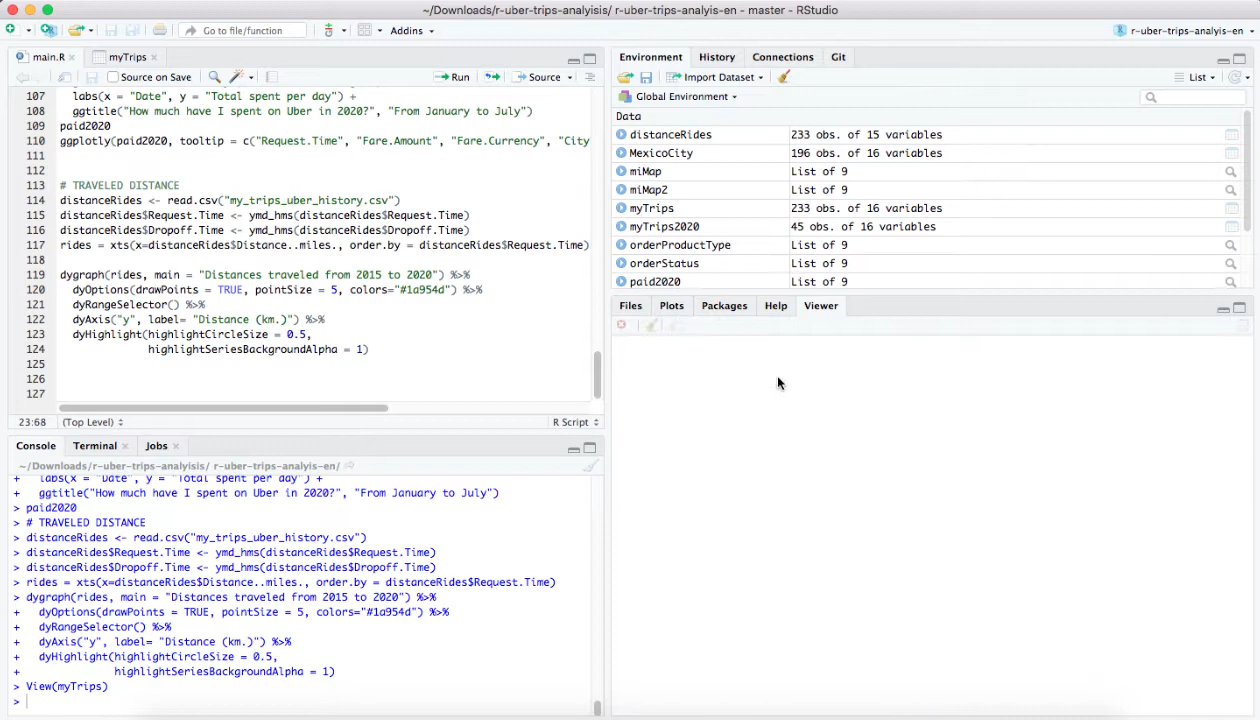 ~/Downloads/r-uber-trips-analyisis/ r-uber-trips-analyis-en - master - RStudio
Go to file/function
Addins
r-uber-trips-analyis-en
main.R
myTrips
Source on Save
Run
Source
107 labs(x = "Date", y = "Total spent per day") +
108 ggtitle("How much have I spent on Uber in 2020?", "From January to July")
109 paid2020
110 ggplotly(paid2020, tooltip = c("Request.Time", "Fare.Amount", "Fare.Currency", "City
111
112
113 # TRAVELED DISTANCE
114 distanceRides <- read.csv("my_trips_uber_history.csv")
115 distanceRides$Request.Time <- ymd_hms(distanceRides$Request.Time)
116 distanceRides$Dropoff.Time <- ymd_hms(distanceRides$Dropoff.Time)
117 rides = xts(x=distanceRides$Distance..miles., order.by = distanceRides$Request.Time)
118
119 dygraph(rides, main = "Distances traveled from 2015 to 2020") %>%
120 dyOptions(drawPoints = TRUE, pointSize = 5, colors="#1a954d") %>%
121 dyRangeSelector() %>%
122 dyAxis("y", label= "Distance (km.)") %>%
123 dyHighlight(highlightCircleSize = 0.5,
124 highlightSeriesBackgroundAlpha = 1)
125
126
127
23:68 (Top Level) R Script
Console Terminal Jobs
~/Downloads/r-uber-trips-analyisis/ r-uber-trips-analyis-en/
+ labs(x = "Date", y = "Total spent per day") +
+ ggtitle("How much have I spent on Uber in 2020?", "From January to July")
> paid2020
> # TRAVELED DISTANCE
> distanceRides <- read.csv("my_trips_uber_history.csv")
> distanceRides$Request.Time <- ymd_hms(distanceRides$Request.Time)
> distanceRides$Dropoff.Time <- ymd_hms(distanceRides$Dropoff.Time)
> rides = xts(x=distanceRides$Distance..miles., order.by = distanceRides$Request.Time)
> dygraph(rides, main = "Distances traveled from 2015 to 2020") %>%
+ dyOptions(drawPoints = TRUE, pointSize = 5, colors="#1a954d") %>%
+ dyRangeSelector() %>%
+ dyAxis("y", label= "Distance (km.)") %>%
+ dyHighlight(highlightCircleSize = 0.5,
+ highlightSeriesBackgroundAlpha = 1)
> View(myTrips)
>
Environment History Connections Git
Import Dataset
List
Global Environment
Data
distanceRides 233 obs. of 15 variables
MexicoCity 196 obs. of 16 variables
miMap List of 9
miMap2 List of 9
myTrips 233 obs. of 16 variables
myTrips2020 45 obs. of 16 variables
orderProductType List of 9
orderStatus List of 9
paid2020 List of 9
Files Plots Packages Help Viewer